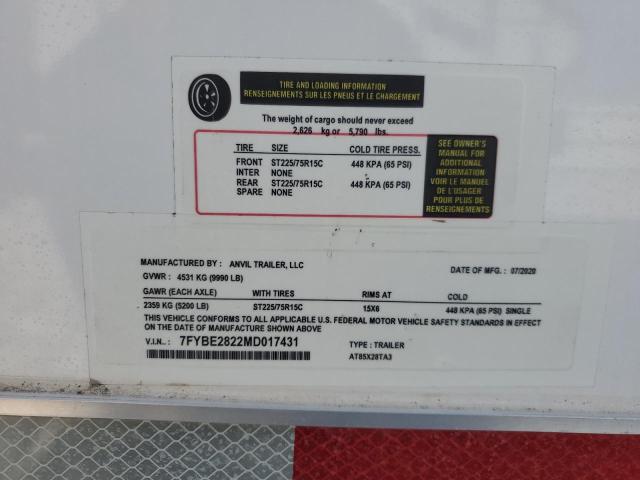 TIRE AND LOADING INFORMATION
RENSEIGNEMENTS SUR LES PNEUS ET LE CHARGEMENT
The weight of cargo should never exceed
2,626 kg or 5,790 lbs.
TIRE SIZE COLD TIRE PRESS.
FRONT ST225/75R15C 448 KPA (65 PSI)
INTER NONE
REAR ST225/75R15C 448 KPA (65 PSI)
SPARE NONE
SEE OWNER'S
MANUAL FOR
ADDITIONAL
INFORMATION
VOIR LE MANUEL
DE L'USAGER
POUR PLUS DE
RENSEIGNEMENTS
MANUFACTURED BY : ANVIL TRAILER, LLC DATE OF MFG. : 07/2020
GVWR : 4531 KG (9990 LB)
GAWR (EACH AXLE) WITH TIRES RIMS AT COLD
2359 KG (5200 LB) ST225/75R15C 15X6 448 KPA (65 PSI) SINGLE
THIS VEHICLE CONFORMS TO ALL APPLICABLE U.S. FEDERAL MOTOR VEHICLE SAFETY STANDARDS IN EFFECT
ON THE DATE OF MANUFACTURE SHOWN ABOVE
V.I.N.. : 7FYBE2822MD017431 TYPE : TRAILER
AT85X28TA3